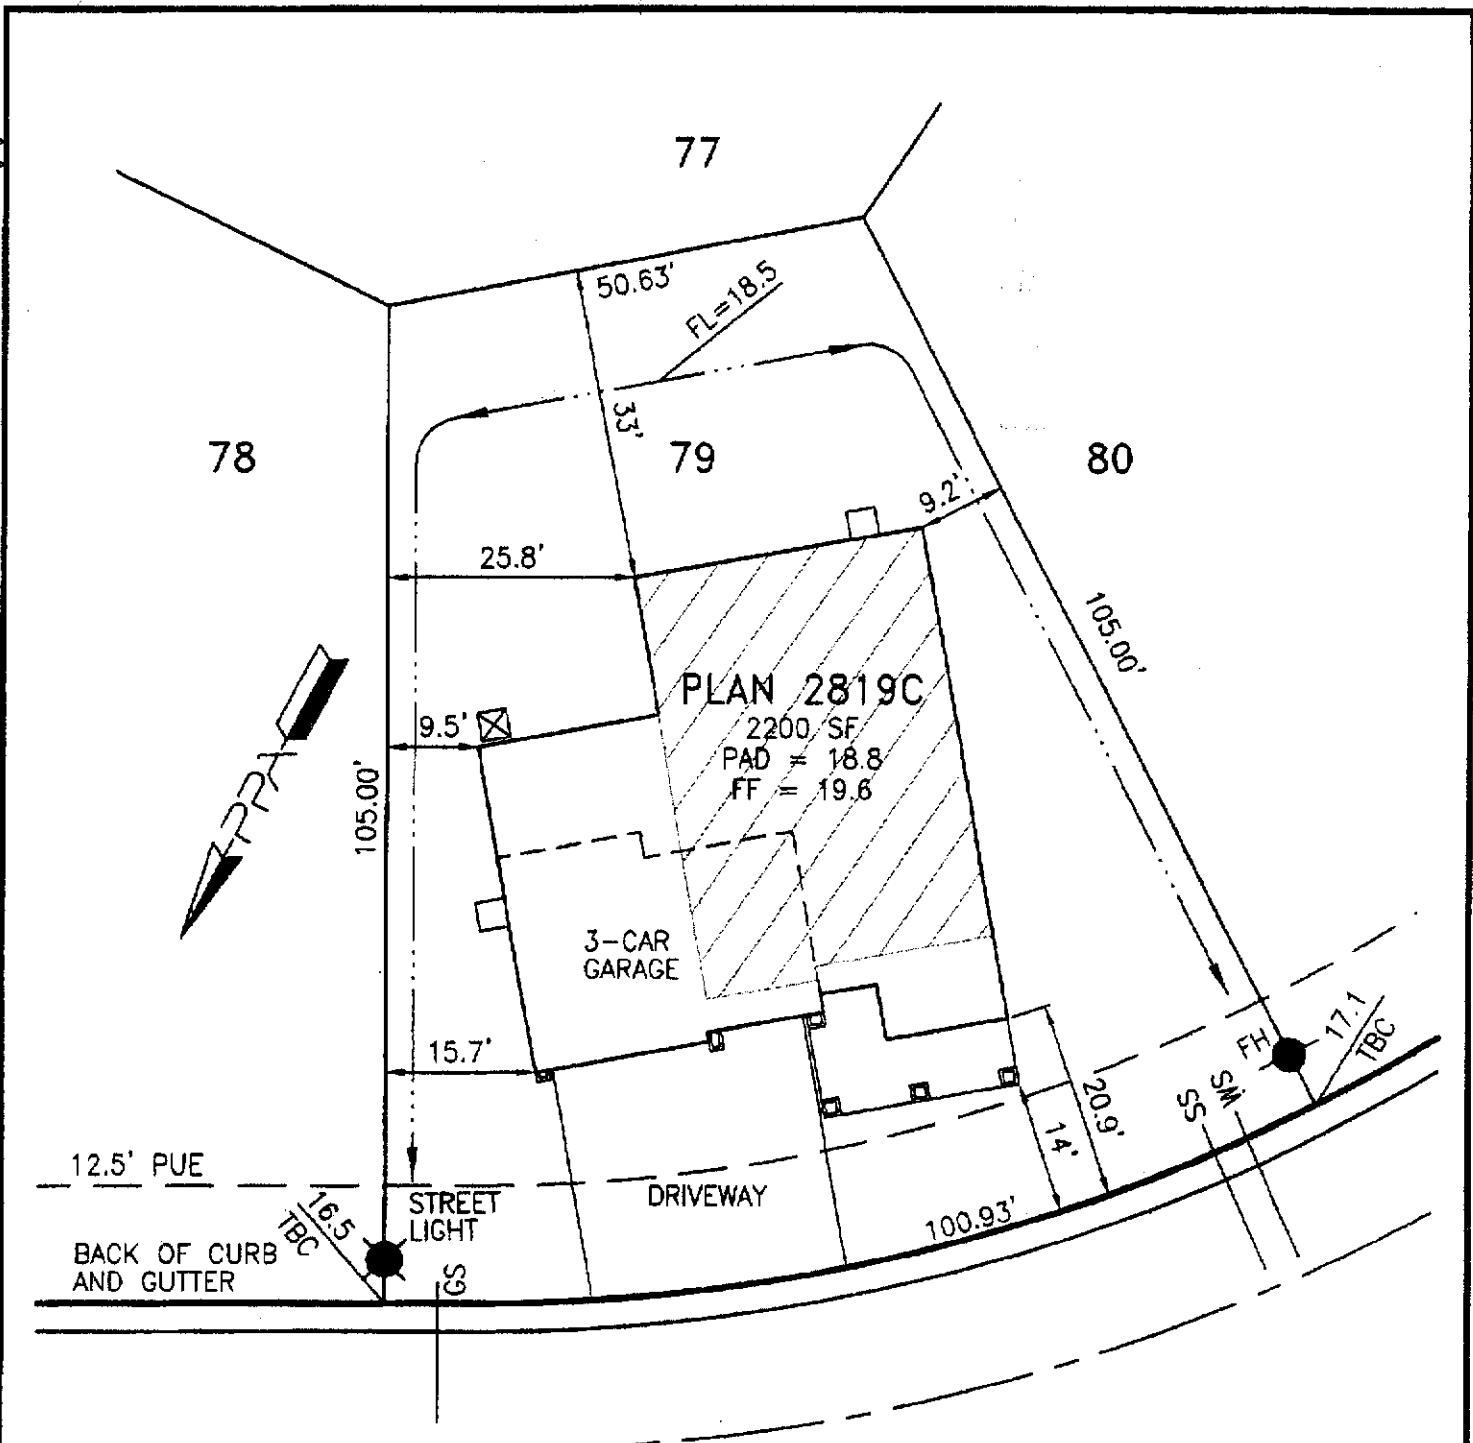 77
50.63'
FL=18.5
33'
78
79
80
9.2'
25.8'
105.00'
PLAN 2819C
2200 SF
PAD = 18.8
FF = 19.6
9.5'
105.00'
3-CAR
GARAGE
15.7'
FH
17.1
TBC
SW
SS
20.9'
14'
12.5' PUE
STREET
LIGHT
DRIVEWAY
16.5
TBC
100.93'
BACK OF CURB
AND GUTTER
GS